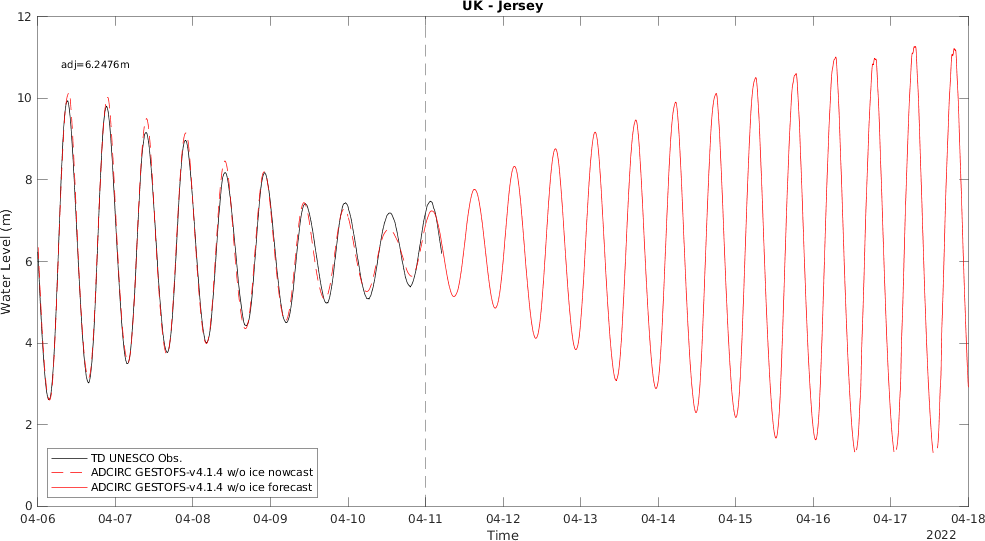 UK - Jersey
12
adj=6.2476m
10
8
6
4
2
0
Water Level (m)
TD UNESCO Obs.
ADCIRC GESTOFS-v4.1.4 w/o ice nowcast
ADCIRC GESTOFS-v4.1.4 w/o ice forecast
04-06 04-07 04-08 04-09 04-10 04-11 04-12 04-13 04-14 04-15 04-16 04-17 04-18
Time
2022